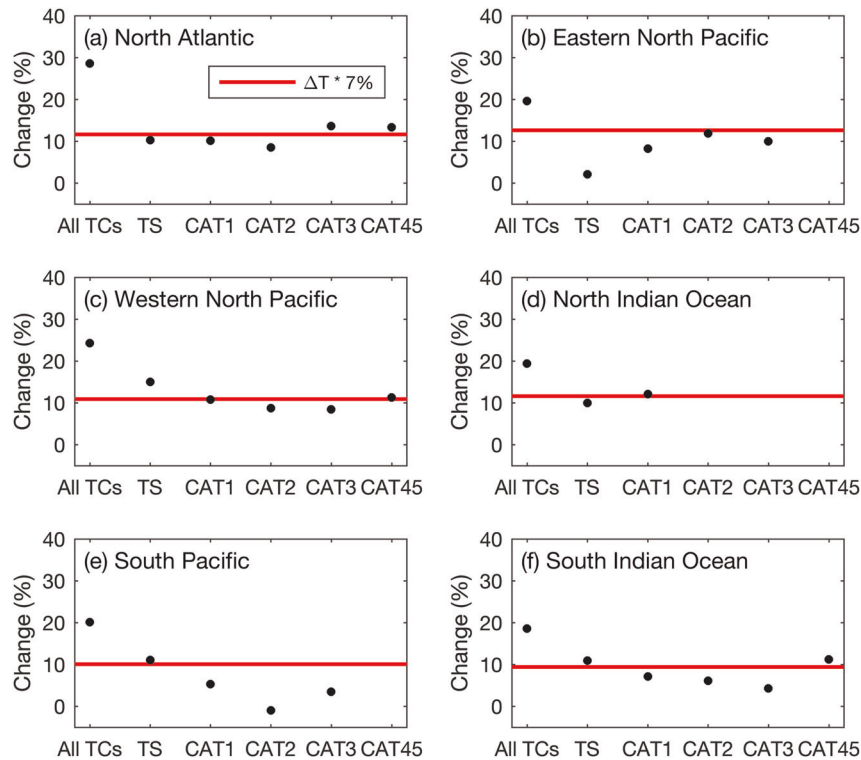 (a) North Atlantic
ΔT * 7%
Change (%)
40
30
20
10
0
All TCs TS CAT1 CAT2 CAT3 CAT45
(b) Eastern North Pacific
Change (%)
40
30
20
10
0
All TCs TS CAT1 CAT2 CAT3 CAT45
(c) Western North Pacific
Change (%)
40
30
20
10
0
All TCs TS CAT1 CAT2 CAT3 CAT45
(d) North Indian Ocean
Change (%)
40
30
20
10
0
All TCs TS CAT1 CAT2 CAT3 CAT45
(e) South Pacific
Change (%)
40
30
20
10
0
All TCs TS CAT1 CAT2 CAT3 CAT45
(f) South Indian Ocean
Change (%)
40
30
20
10
0
All TCs TS CAT1 CAT2 CAT3 CAT45